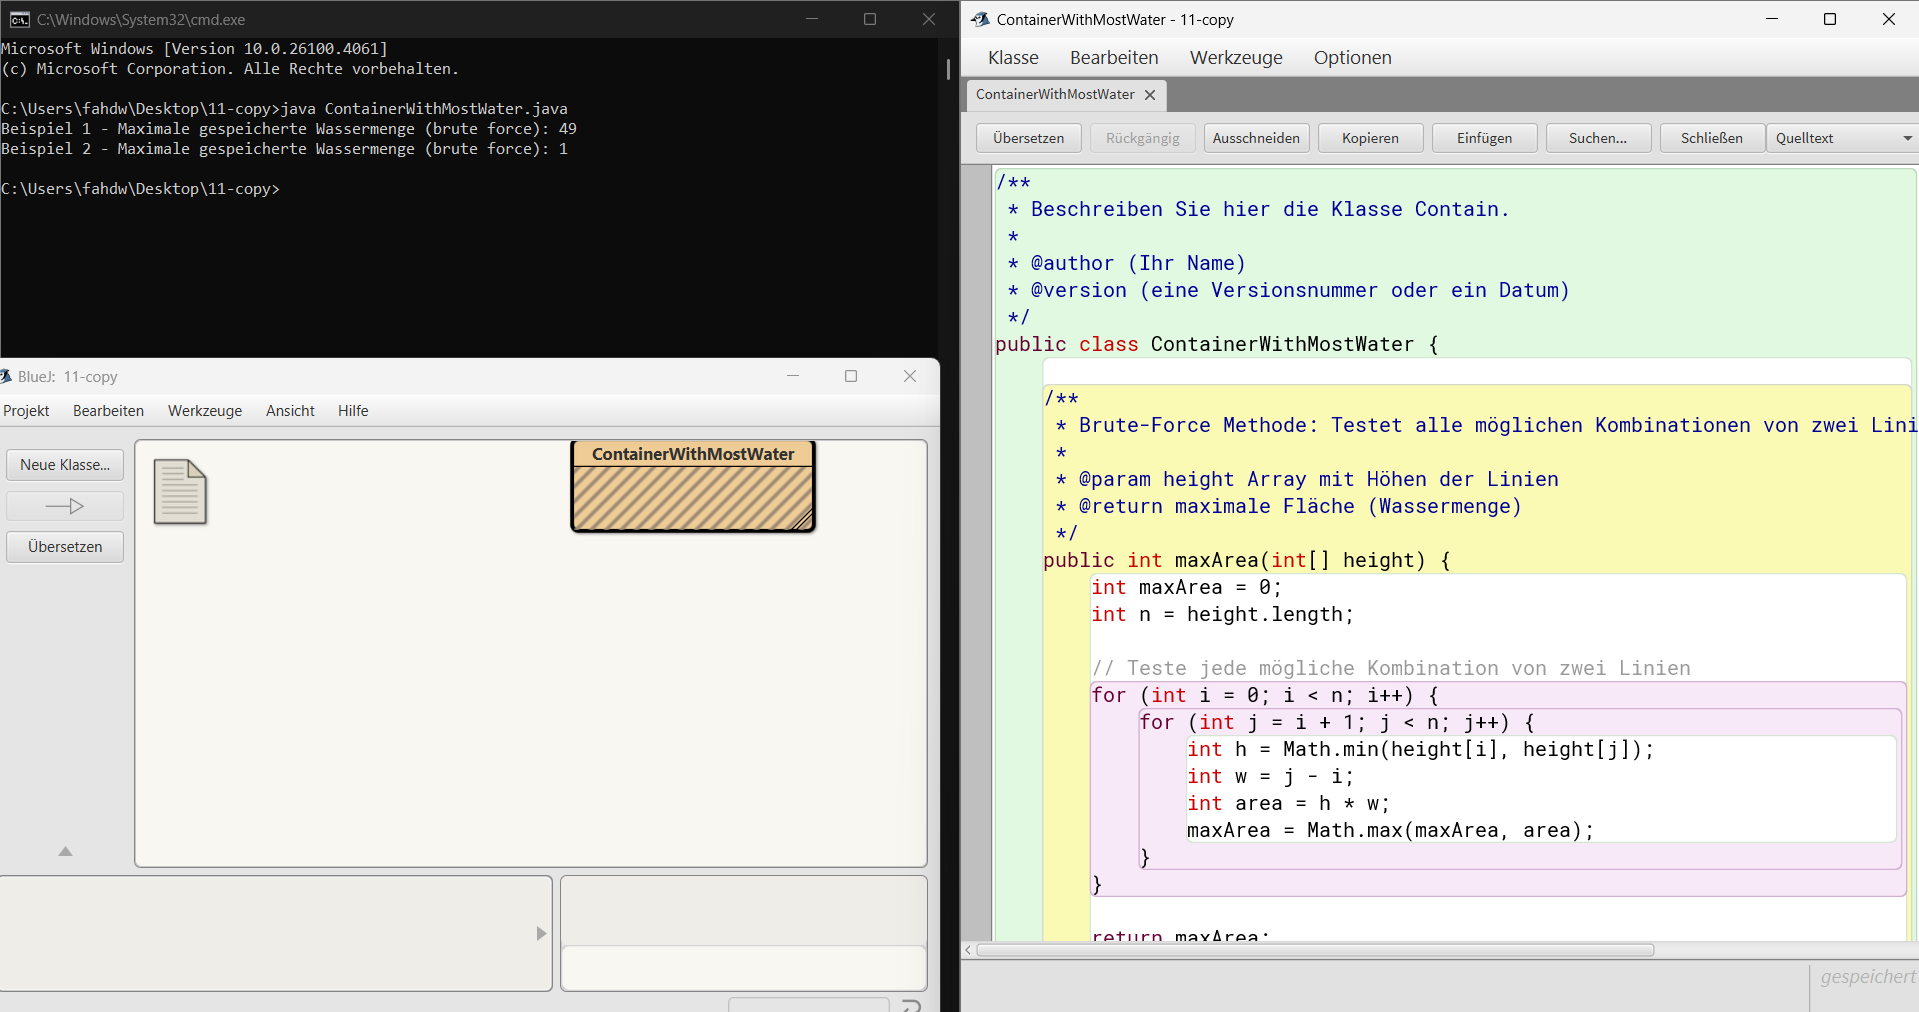 C:\Windows\System32\cmd.exe
Microsoft Windows [Version 10.0.26100.4061]
(c) Microsoft Corporation. Alle Rechte vorbehalten.
C:\Users\fahdw\Desktop\11-copy>java ContainerWithMostWater.java
Beispiel 1 - Maximale gespeicherte Wassermenge (brute force): 49
Beispiel 2 - Maximale gespeicherte Wassermenge (brute force): 1
C:\Users\fahdw\Desktop\11-copy>
BlueJ: 11-copy
Projekt Bearbeiten Werkzeuge Ansicht Hilfe
Neue Klasse...
Übersetzen
ContainerWithMostWater
ContainerWithMostWater - 11-copy
Klasse Bearbeiten Werkzeuge Optionen
ContainerWithMostWater
Übersetzen Rückgängig Ausschneiden Kopieren Einfügen Suchen... Schließen Quelltext
/**
* Beschreiben Sie hier die Klasse Contain.
*
* @author (Ihr Name)
* @version (eine Versionsnummer oder ein Datum)
*/
public class ContainerWithMostWater {
/**
* Brute-Force Methode: Testet alle möglichen Kombinationen von zwei Lini
*
* @param height Array mit Höhen der Linien
* @return maximale Fläche (Wassermenge)
*/
public int maxArea(int[] height) {
int maxArea = 0;
int n = height.length;
// Teste jede mögliche Kombination von zwei Linien
for (int i = 0; i < n; i++) {
for (int j = i + 1; j < n; j++) {
int h = Math.min(height[i], height[j]);
int w = j - i;
int area = h * w;
maxArea = Math.max(maxArea, area);
}
}
return maxArea;
gespeichert